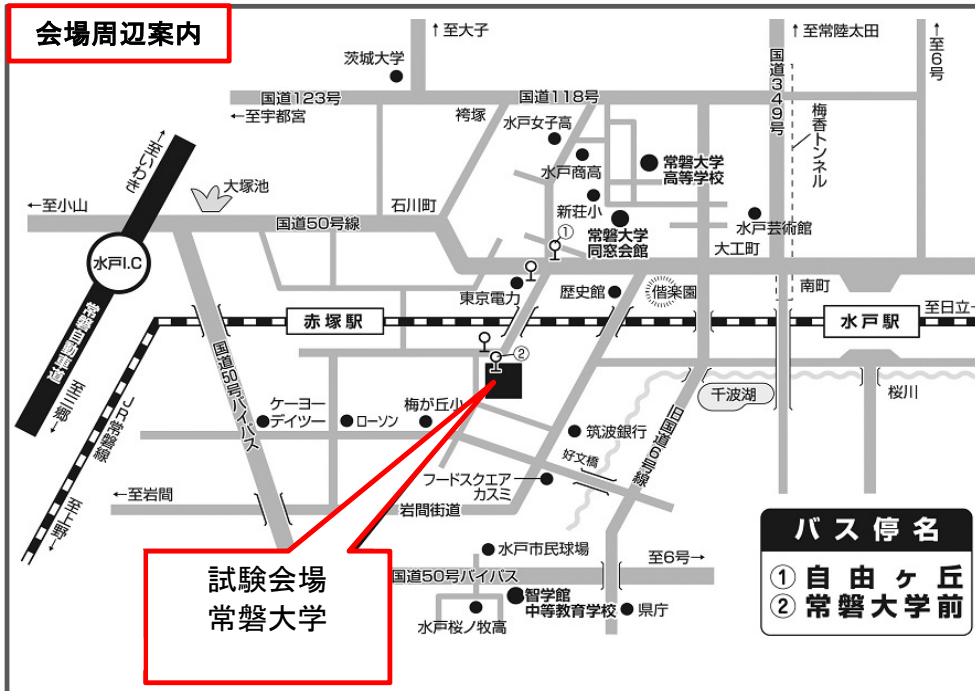 会場周辺案内
↑至大子
↑至常陸太田
↑至6号
茨城大学
国道349号
国道123号
国道118号
←至宇都宮
袴塚
水戸女子高
梅香トンネル
水戸商高
常磐大学
高等学校
←至いわき
大塚池
←至小山
石川町
新荘小
国道50号線
①
常磐大学
同窓会館
水戸芸術館
大工町
水戸I.C
東京電力
歴史館
偕楽園
南町
至日立→
常磐自動車道
赤塚駅
水戸駅
②
国道50号バイパス
千波湖
桜川
至三郷→
JR常磐線
ケーヨー
デイツー
ローソン
梅が丘小
筑波銀行
旧国道6号線
好文橋
フードスクエア
カスミ
←至岩間
岩間街道
至上野→
水戸市民球場
至6号→
国道50号バイパス
智学館
中等教育学校
県庁
水戸桜ノ牧高
試験会場
常磐大学
バス停名
①自由ヶ丘
②常磐大学前